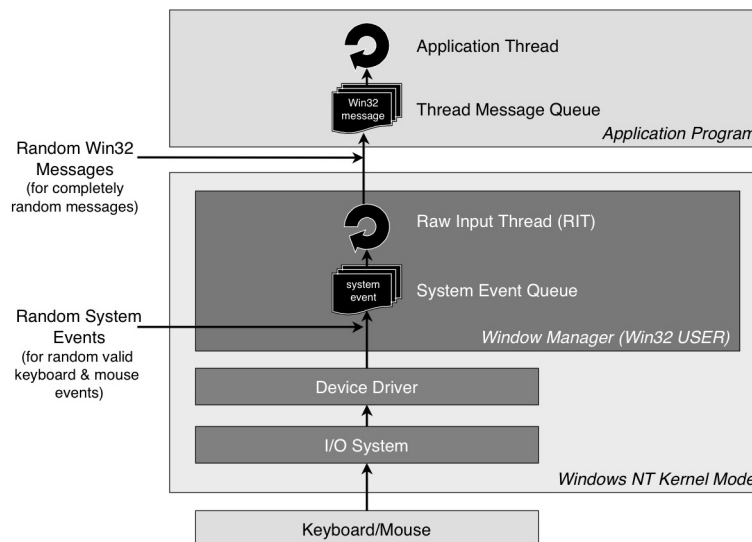 Application Thread
Win32
message
Thread Message Queue
Application Program
Random Win32
Messages
(for completely
random messages)
Raw Input Thread (RIT)
system
event
System Event Queue
Random System
Events
(for random valid
keyboard & mouse
events)
Window Manager (Win32 USER)
Device Driver
I/O System
Windows NT Kernel Mode
Keyboard/Mouse